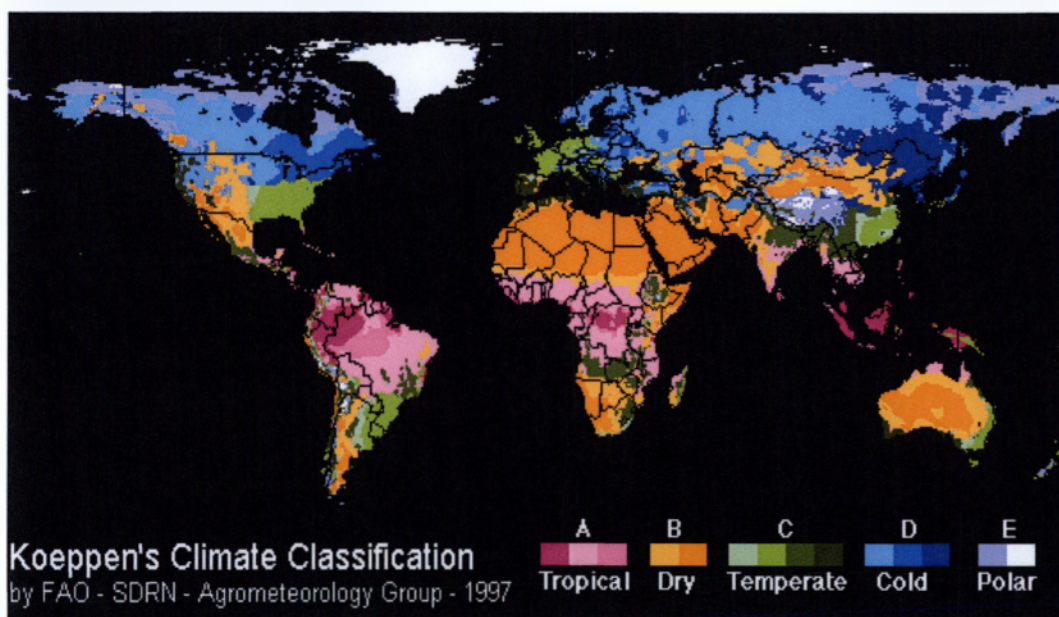 Koeppen's Climate Classification
by FAO - SDRN - Agrometeorology Group - 1997
A B C D E
Tropical Dry Temperate Cold Polar